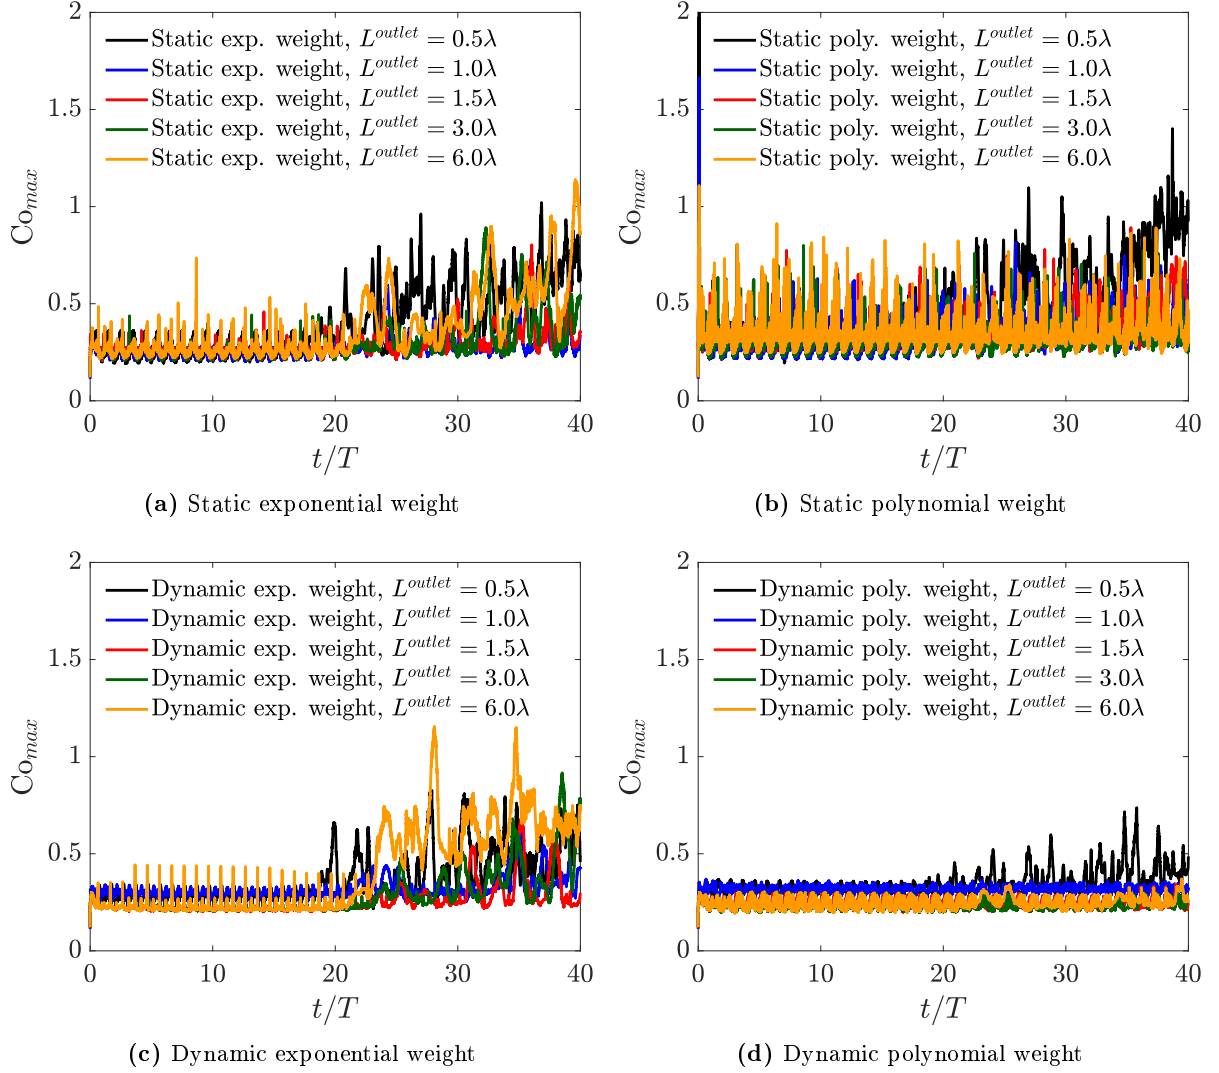 2
1.5
1
0.5
0
Co_max
Static exp. weight, L^outlet = 0.5λ
Static exp. weight, L^outlet = 1.0λ
Static exp. weight, L^outlet = 1.5λ
Static exp. weight, L^outlet = 3.0λ
Static exp. weight, L^outlet = 6.0λ
0 10 20 30 40
t/T
(a) Static exponential weight
2
1.5
1
0.5
0
Co_max
Static poly. weight, L^outlet = 0.5λ
Static poly. weight, L^outlet = 1.0λ
Static poly. weight, L^outlet = 1.5λ
Static poly. weight, L^outlet = 3.0λ
Static poly. weight, L^outlet = 6.0λ
0 10 20 30 40
t/T
(b) Static polynomial weight
2
1.5
1
0.5
0
Co_max
Dynamic exp. weight, L^outlet = 0.5λ
Dynamic exp. weight, L^outlet = 1.0λ
Dynamic exp. weight, L^outlet = 1.5λ
Dynamic exp. weight, L^outlet = 3.0λ
Dynamic exp. weight, L^outlet = 6.0λ
0 10 20 30 40
t/T
(c) Dynamic exponential weight
2
1.5
1
0.5
0
Co_max
Dynamic poly. weight, L^outlet = 0.5λ
Dynamic poly. weight, L^outlet = 1.0λ
Dynamic poly. weight, L^outlet = 1.5λ
Dynamic poly. weight, L^outlet = 3.0λ
Dynamic poly. weight, L^outlet = 6.0λ
0 10 20 30 40
t/T
(d) Dynamic polynomial weight